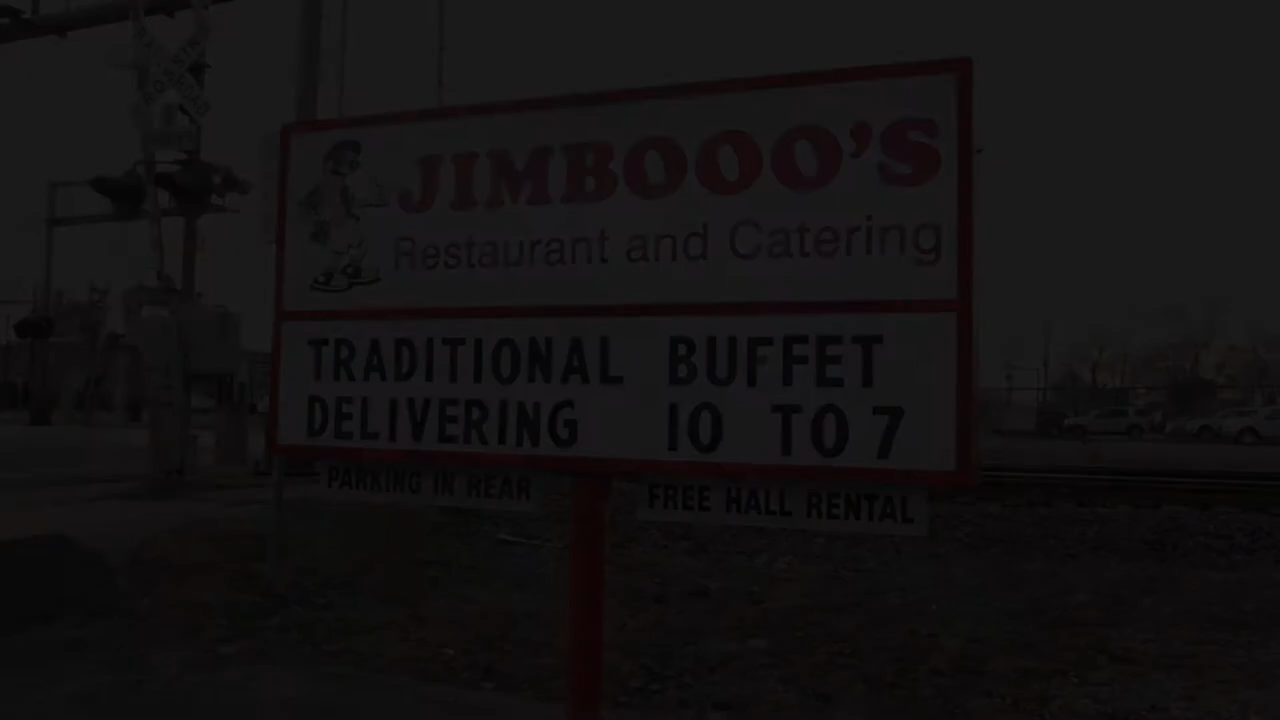 JIMBOOO'S
Restaurant and Catering
TRADITIONAL BUFFET
DELIVERING 10 TO 7
PARKING IN REAR
FREE HALL RENTAL